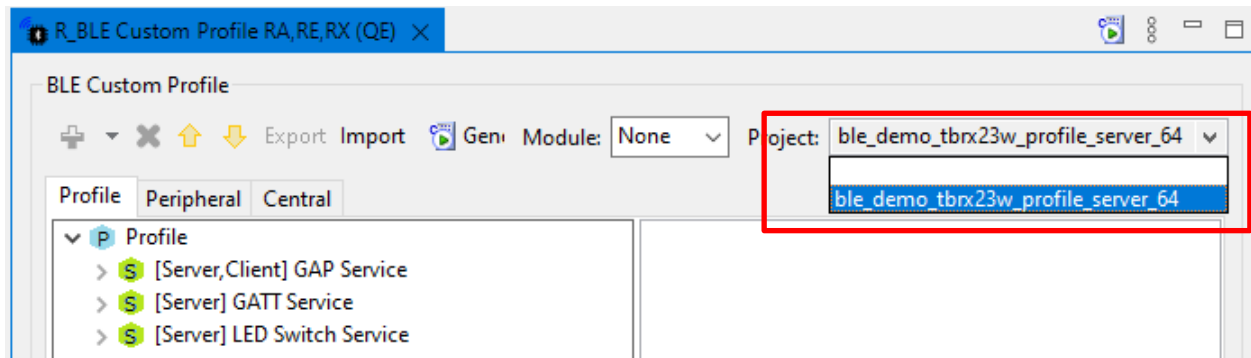 R_BLE Custom Profile RA,RE,RX (QE)
BLE Custom Profile
Export Import Gen Module: None Project: ble_demo_tbrx23w_profile_server_64
ble_demo_tbrx23w_profile_server_64
Profile Peripheral Central
P Profile
S [Server,Client] GAP Service
S [Server] GATT Service
S [Server] LED Switch Service